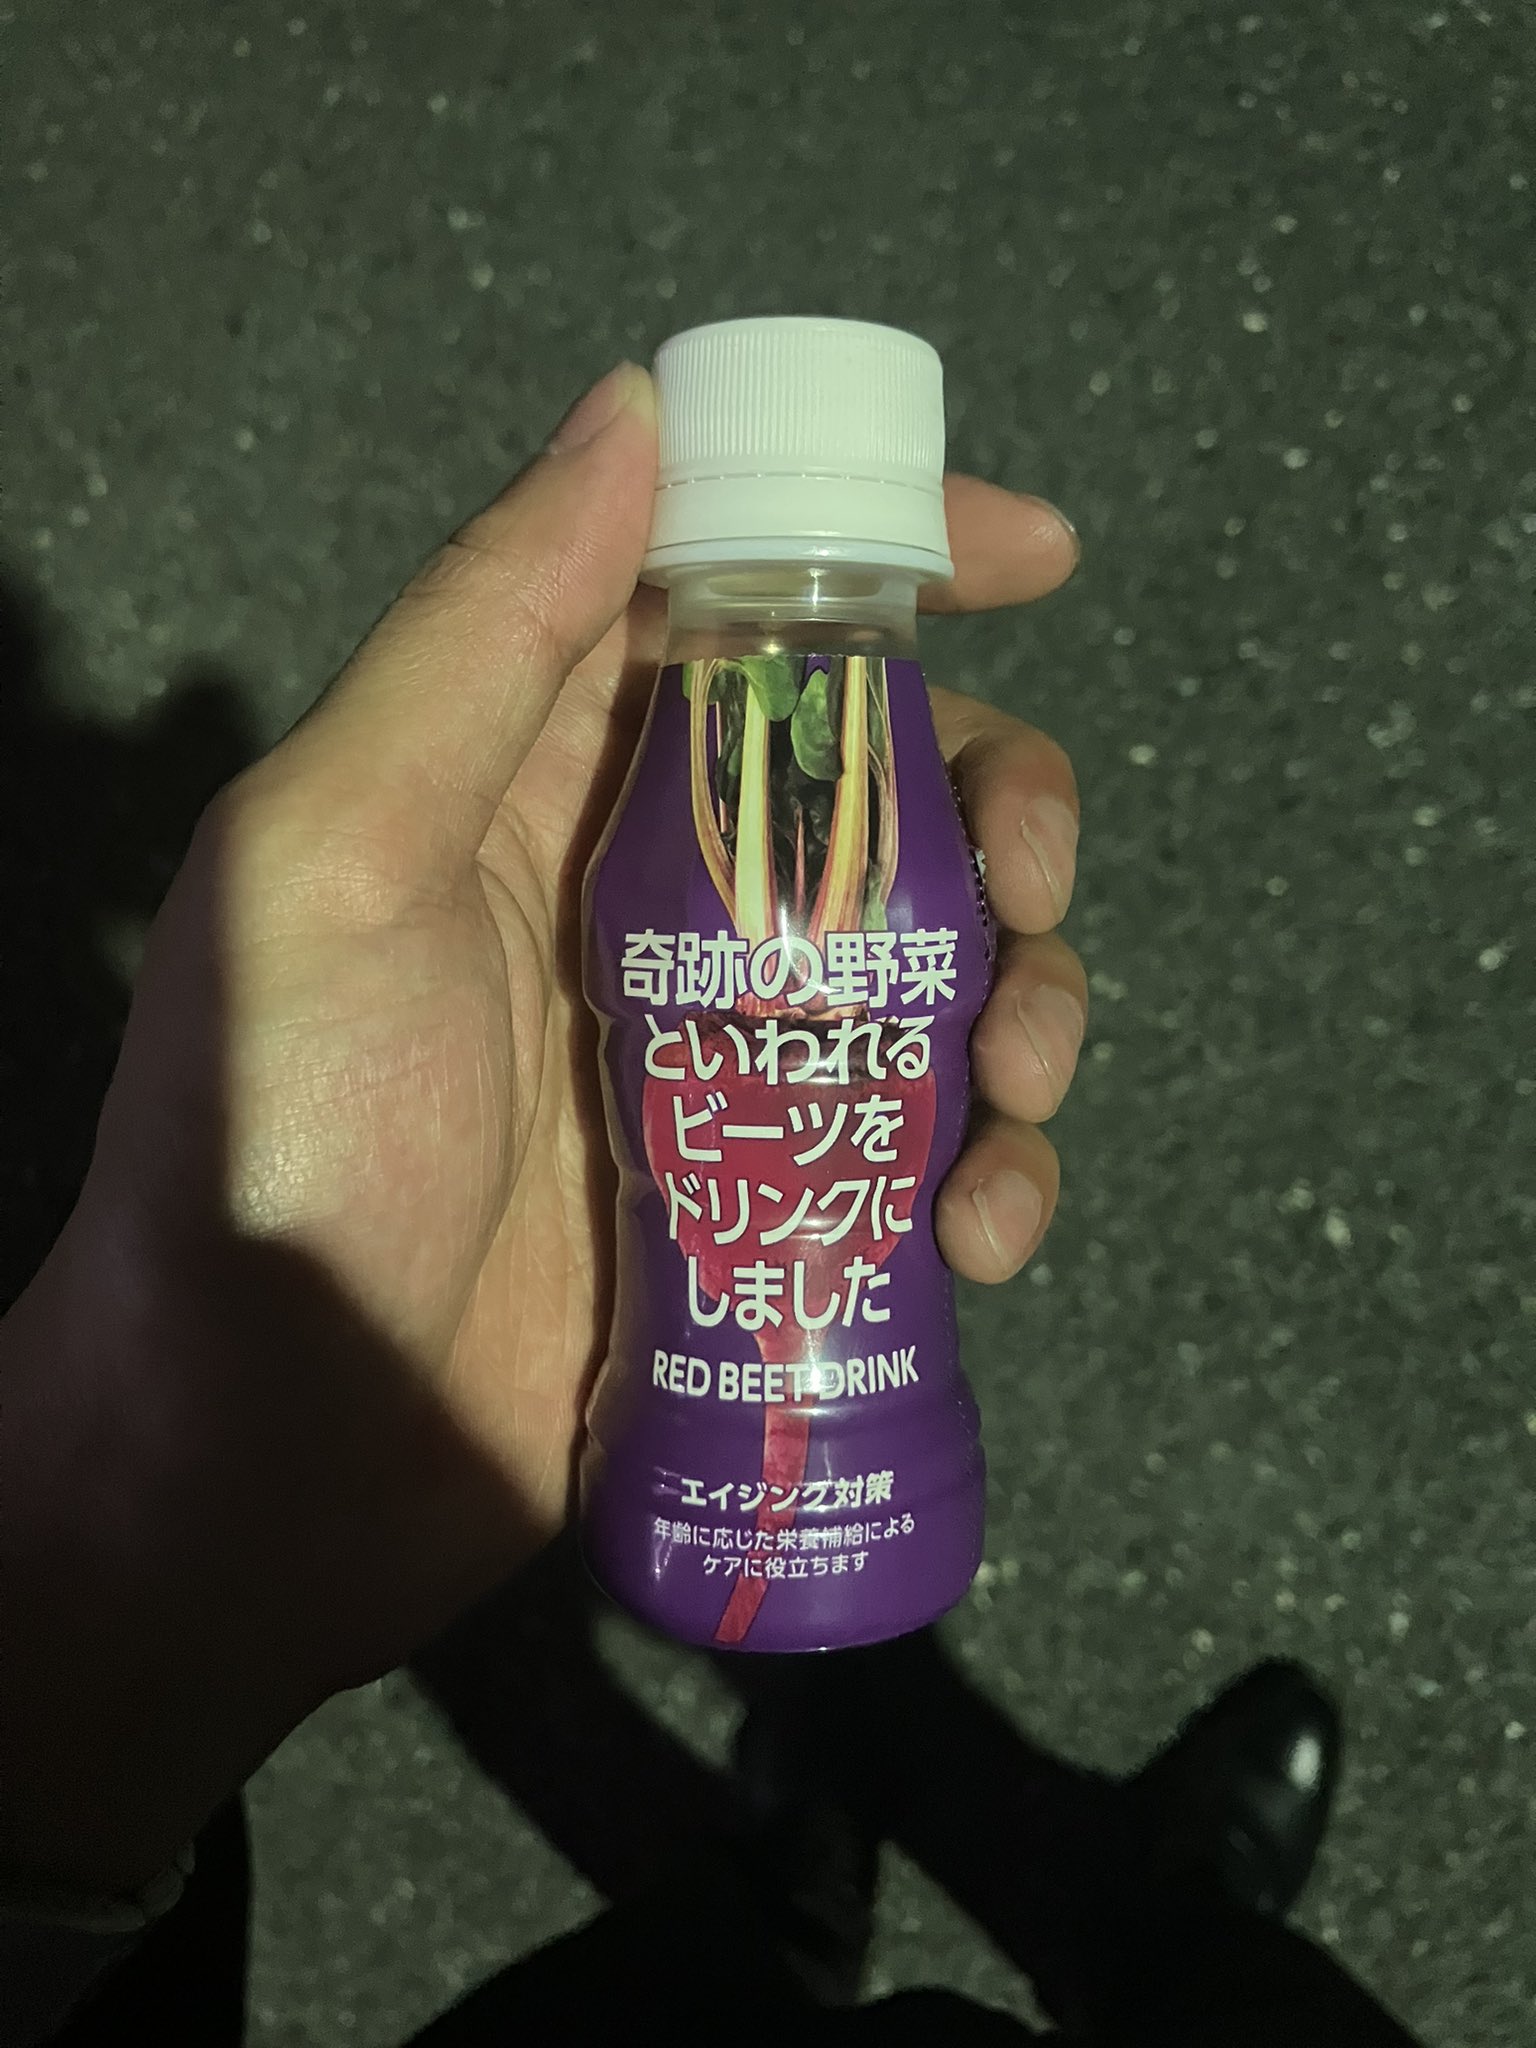 奇跡の野菜
といわれる
ビーツを
ドリンクに
しました
RED BEET DRINK
エイジング対策
年齢に応じた栄養補給による
ケアに役立ちます